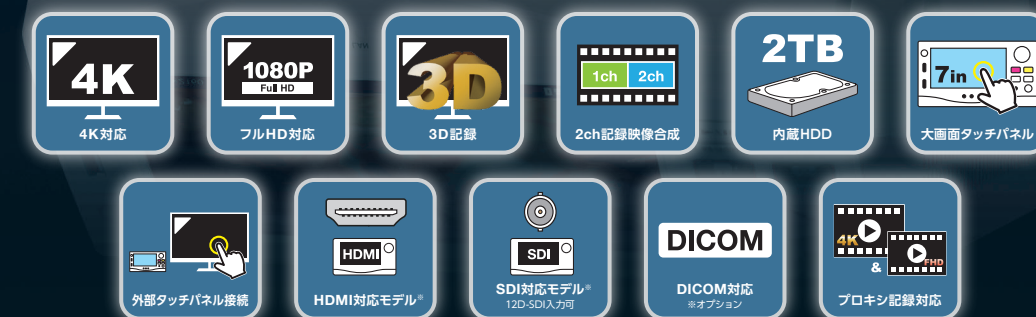 4K
4K対応
1080P
Full HD
フルHD対応
3D
3D記録
1ch 2ch
2ch記録映像合成
2TB
内蔵HDD
7in
大画面タッチパネル
外部タッチパネル接続
HDMI
HDMI対応モデル※
SDI
SDI対応モデル※
12D-SDI入力可
DICOM
DICOM対応
※オプション
4K
&
FHD
プロキシ記録対応